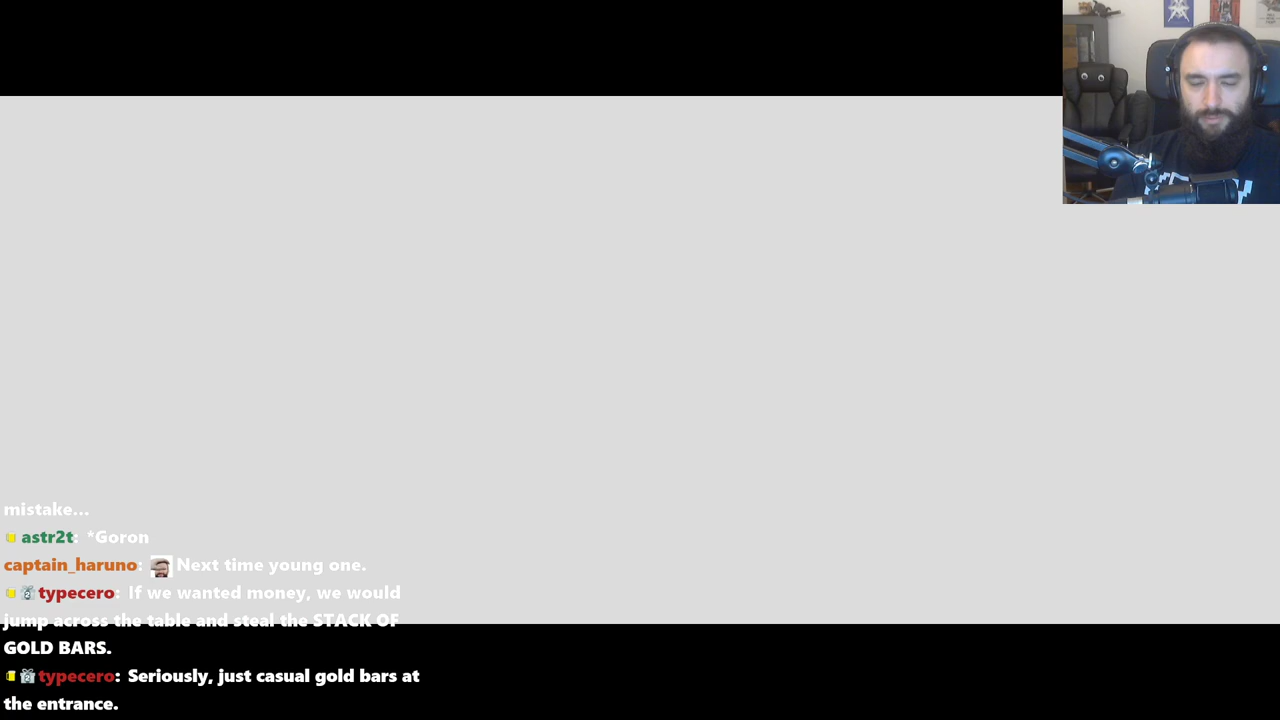 mistake...
astr2t: *Goron
captain_haruno: Next time young one.
typecero: If we wanted money, we would
jump across the table and steal the STACK OF
GOLD BARS.
typecero: Seriously, just casual gold bars at
the entrance.